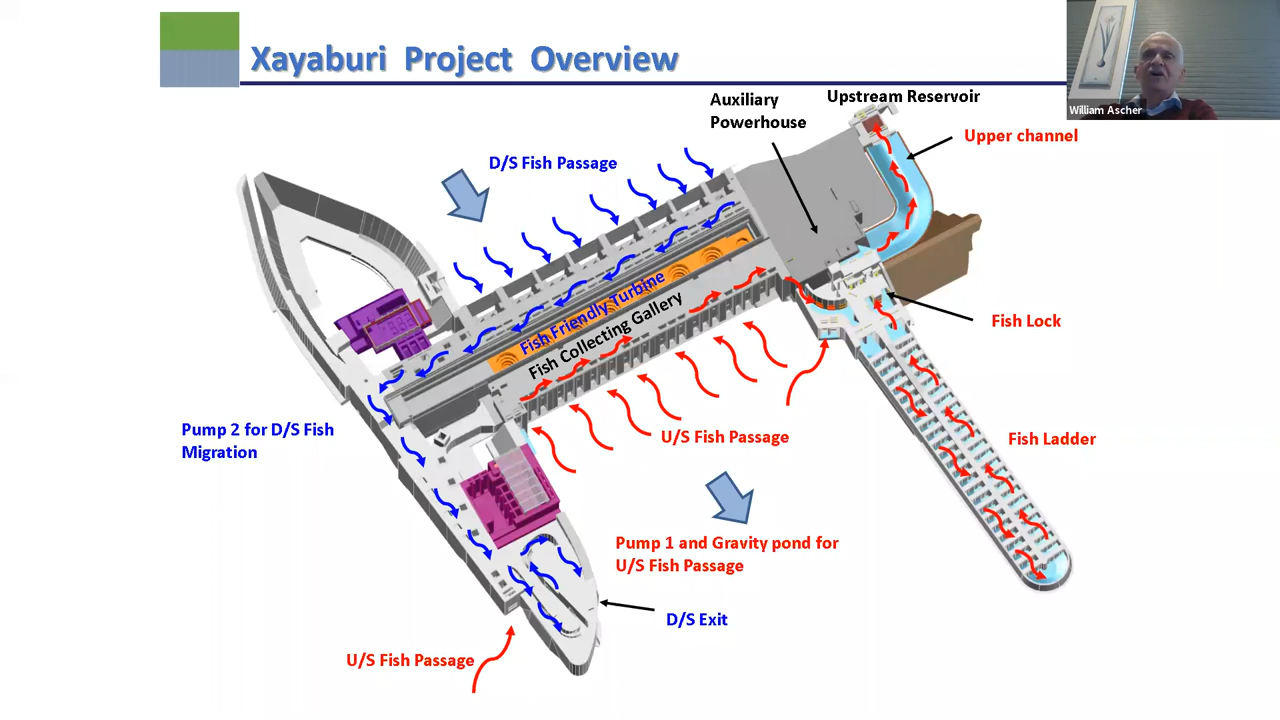 Xayaburi Project Overview
William Ascher
Auxiliary
Powerhouse
Upstream Reservoir
Upper channel
D/S Fish Passage
Fish Friendly Turbine
Fish Collecting Gallery
Fish Lock
Pump 2 for D/S Fish
Migration
U/S Fish Passage
Fish Ladder
Pump 1 and Gravity pond for
U/S Fish Passage
D/S Exit
U/S Fish Passage